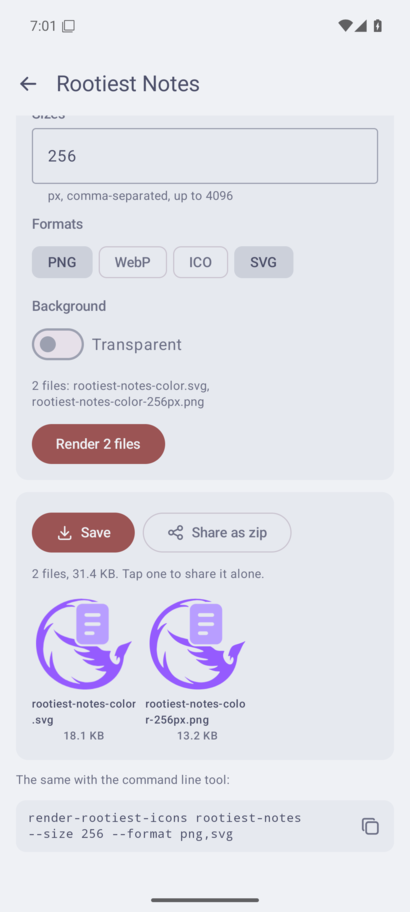 7:01
Rootiest Notes
Sizes
256
px, comma-separated, up to 4096
Formats
PNG WebP ICO SVG
Background
Transparent
2 files: rootiest-notes-color.svg,
rootiest-notes-color-256px.png
Render 2 files
Save Share as zip
2 files, 31.4 KB. Tap one to share it alone.
rootiest-notes-color
.svg
18.1 KB
rootiest-notes-colo
r-256px.png
13.2 KB
The same with the command line tool:
render-rootiest-icons rootiest-notes
--size 256 --format png,svg